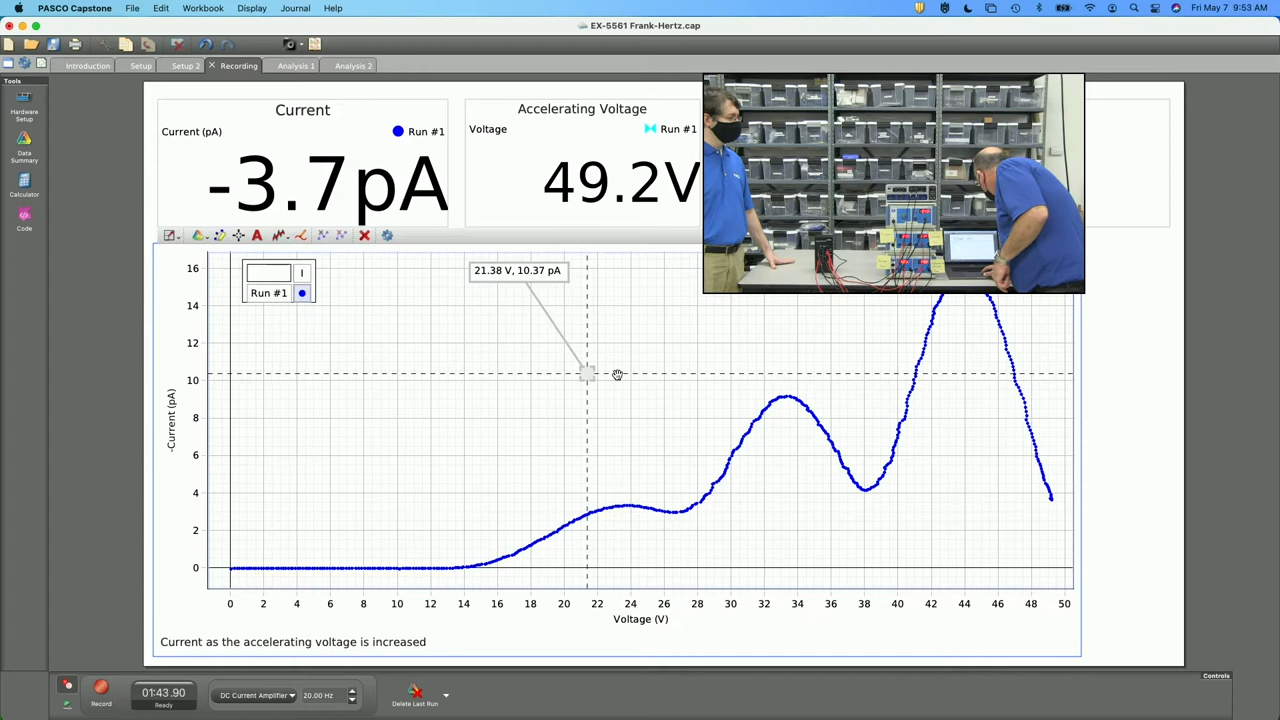 PASCO Capstone File Edit Workbook Display Journal Help Fri May 7 9:53 AM
EX-5561 Frank-Hertz.cap
Introduction Setup Setup 2 Recording Analysis 1 Analysis 2
Tools
Hardware Setup
Data Summary
Calculator
Code
Current
Current (pA) Run #1
-3.7pA
Accelerating Voltage
Voltage Run #1
49.2V
Run #1
21.38 V, 10.37 pA
-Current (pA)
16
14
12
10
8
6
4
2
0
0 2 4 6 8 10 12 14 16 18 20 22 24 26 28 30 32 34 36 38 40 42 44 46 48 50
Voltage (V)
Current as the accelerating voltage is increased
Controls
Record
01:43.90
Ready
DC Current Amplifier
20.00 Hz
Delete Last Run